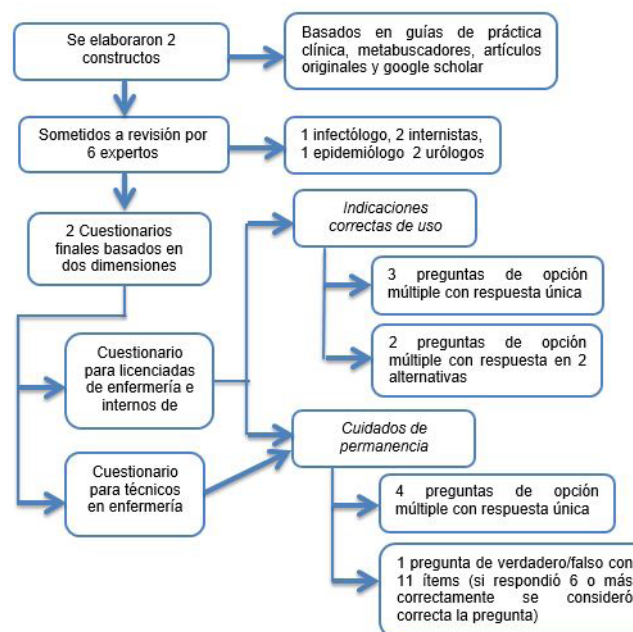 Se elaboraron 2
constructos
Basados en guías de práctica
clínica, metabuscadores, artículos
originales y google scholar
Sometidos a revisión por
6 expertos
1 infectólogo, 2 internistas,
1 epidemiólogo 2 urólogos
2 Cuestionarios
finales basados en
dos dimensiones
Indicaciones
correctas de uso
3 preguntas de opción
múltiple con respuesta única
2 preguntas de opción
múltiple con respuesta en 2
alternativas
Cuestionario
para licenciadas
de enfermería e
internos de
Cuidados de
permanencia
Cuestionario
para técnicos
en enfermería
4 preguntas de opción
múltiple con respuesta única
1 pregunta de verdadero/falso con
11 ítems (si respondió 6 o más
correctamente se consideró
correcta la pregunta)